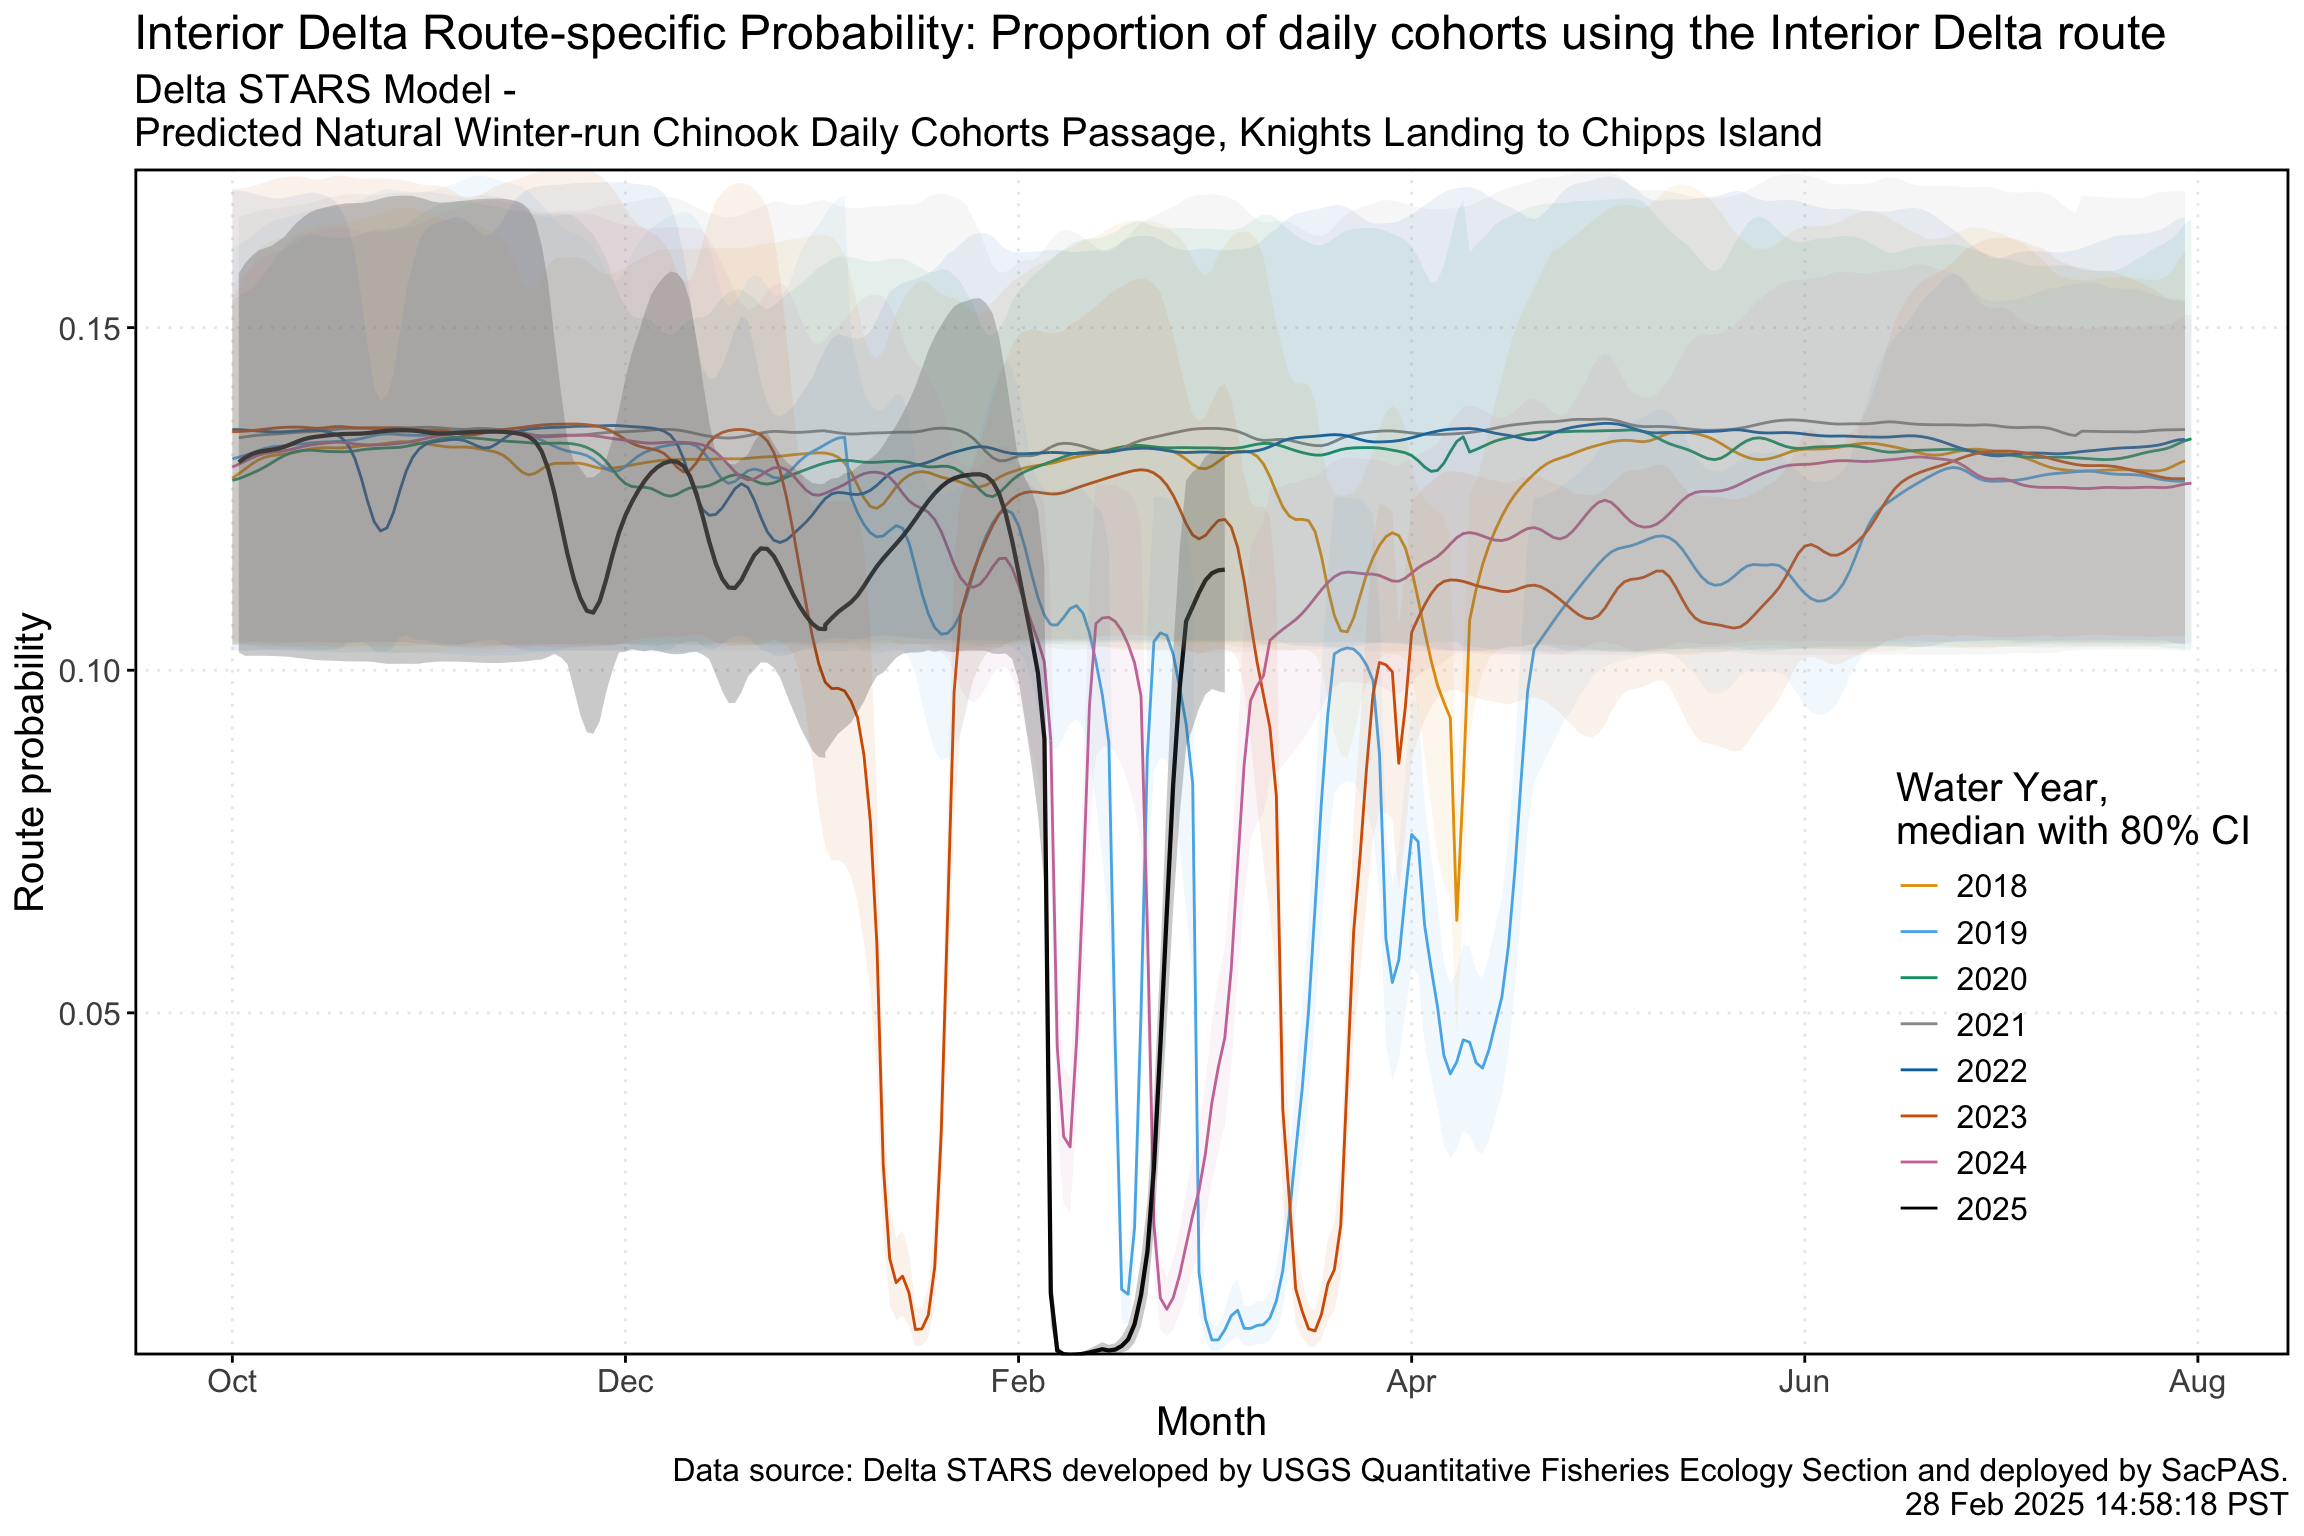 Interior Delta Route-specific Probability: Proportion of daily cohorts using the Interior Delta route
Delta STARS Model -
Predicted Natural Winter-run Chinook Daily Cohorts Passage, Knights Landing to Chipps Island
Route probability
0.15
0.10
0.05
Water Year,
median with 80% CI
2018
2019
2020
2021
2022
2023
2024
2025
Oct
Dec
Feb
Apr
Jun
Aug
Month
Data source: Delta STARS developed by USGS Quantitative Fisheries Ecology Section and deployed by SacPAS.
28 Feb 2025 14:58:18 PST